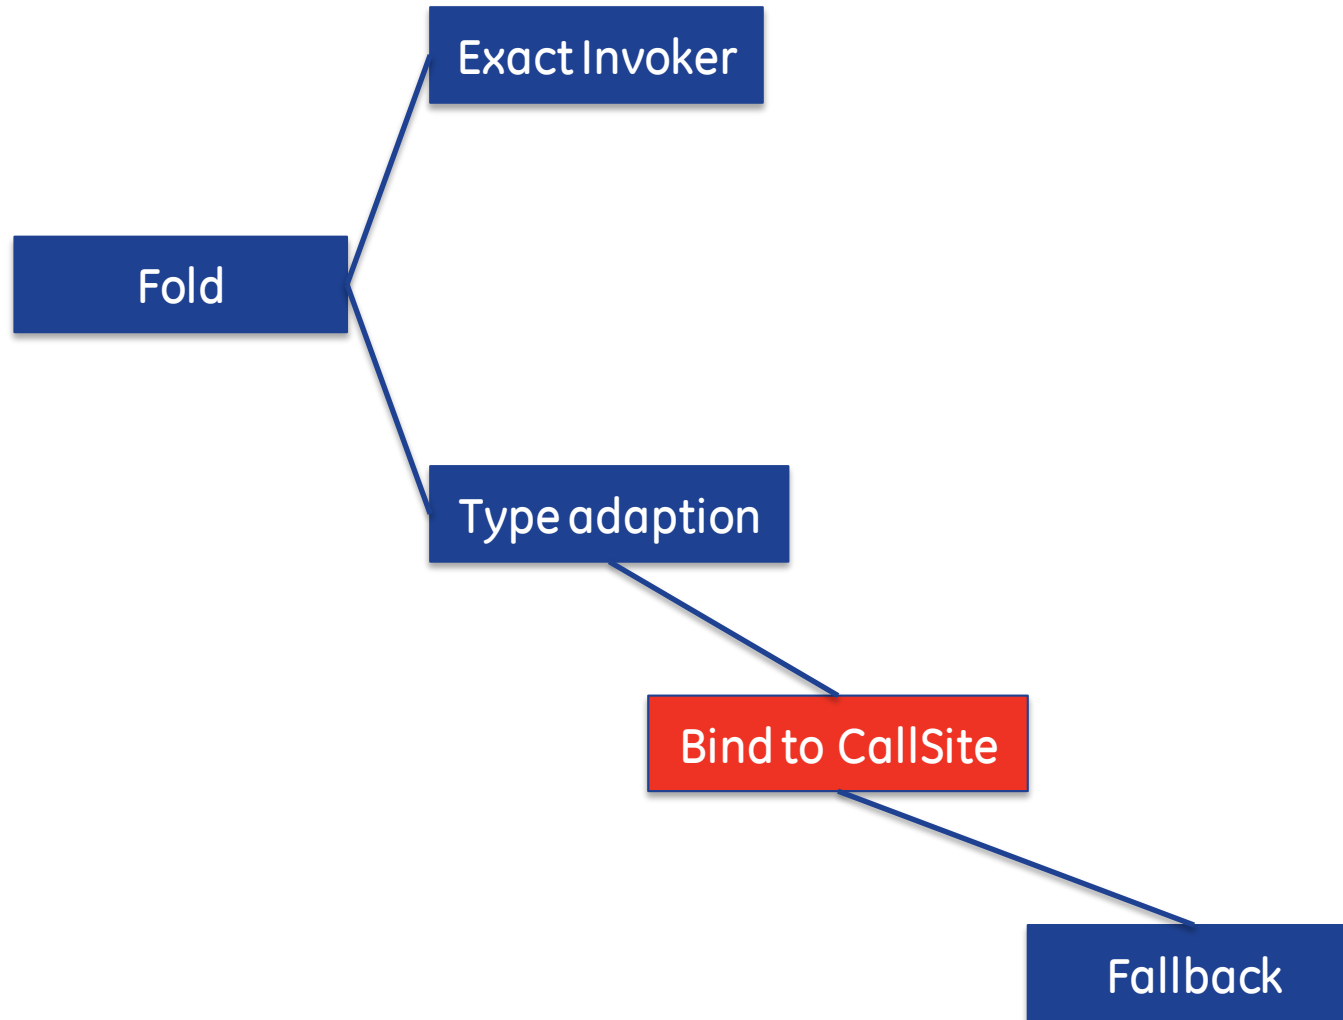 Exact Invoker
Fold
Type adaption
Bind to CallSite
Fallback